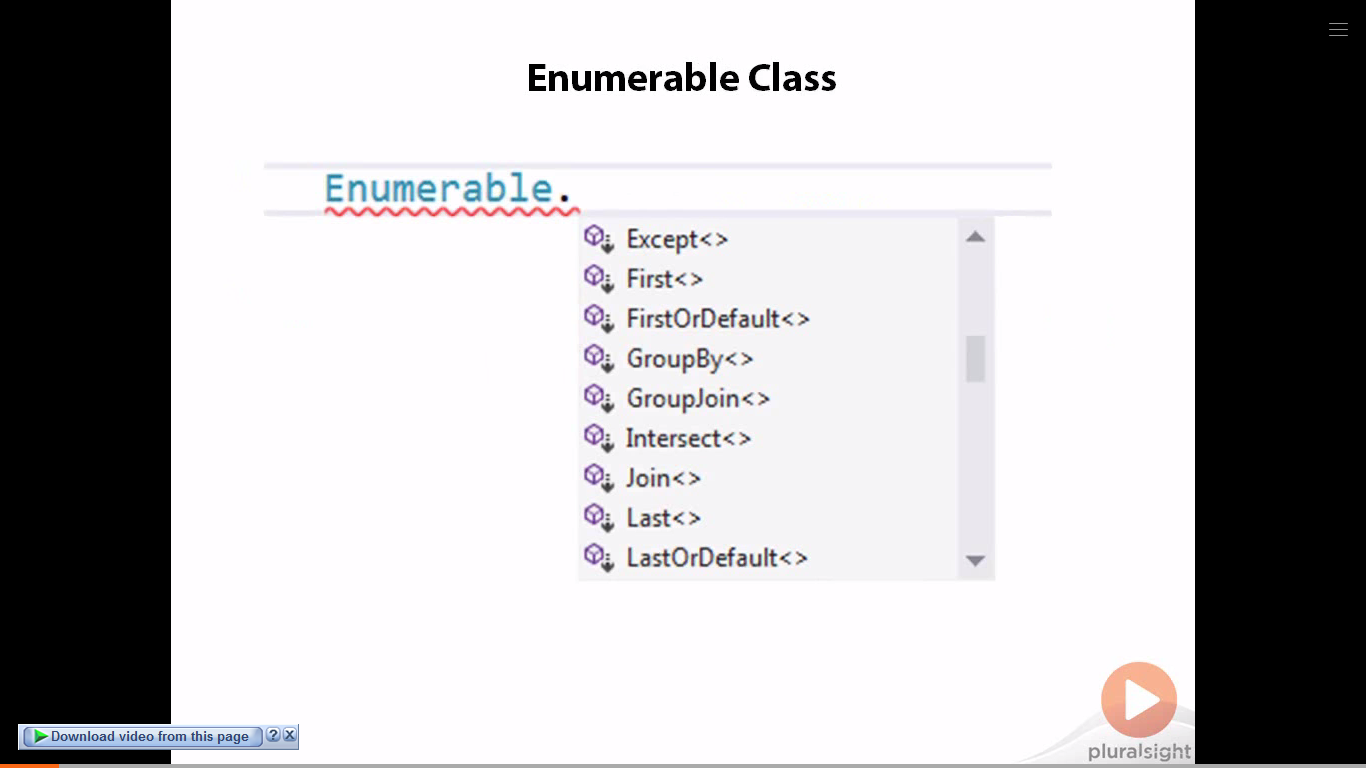 Enumerable Class
Enumerable.
Except<>
First<>
FirstOrDefault<>
GroupBy<>
GroupJoin<>
Intersect<>
Join<>
Last<>
LastOrDefault<>
Download video from this page ? X
pluralsight